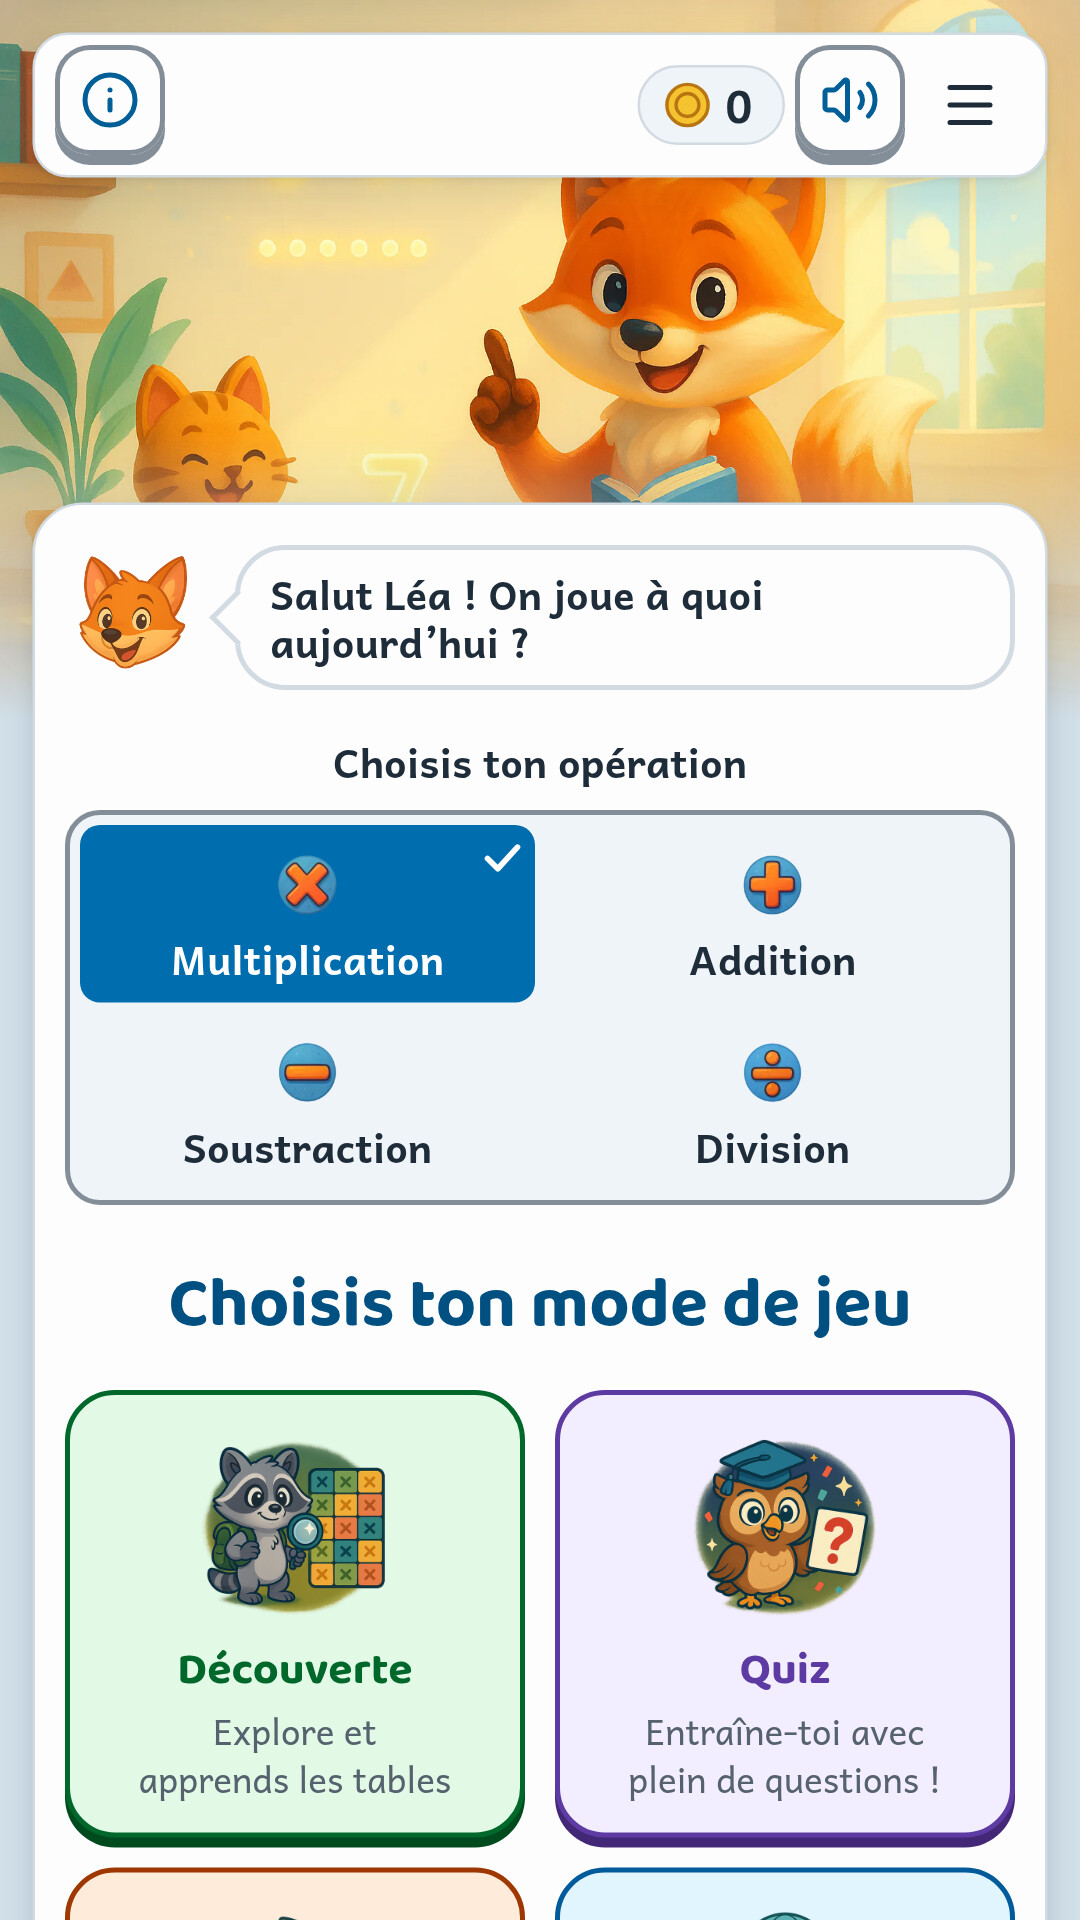 0
7
Salut Léa ! On joue à quoi
aujourd’hui ?
Choisis ton opération
Multiplication
Addition
Soustraction
Division
Choisis ton mode de jeu
Découverte
Quiz
Explore et
apprends les tables
Entraîne-toi avec
plein de questions !